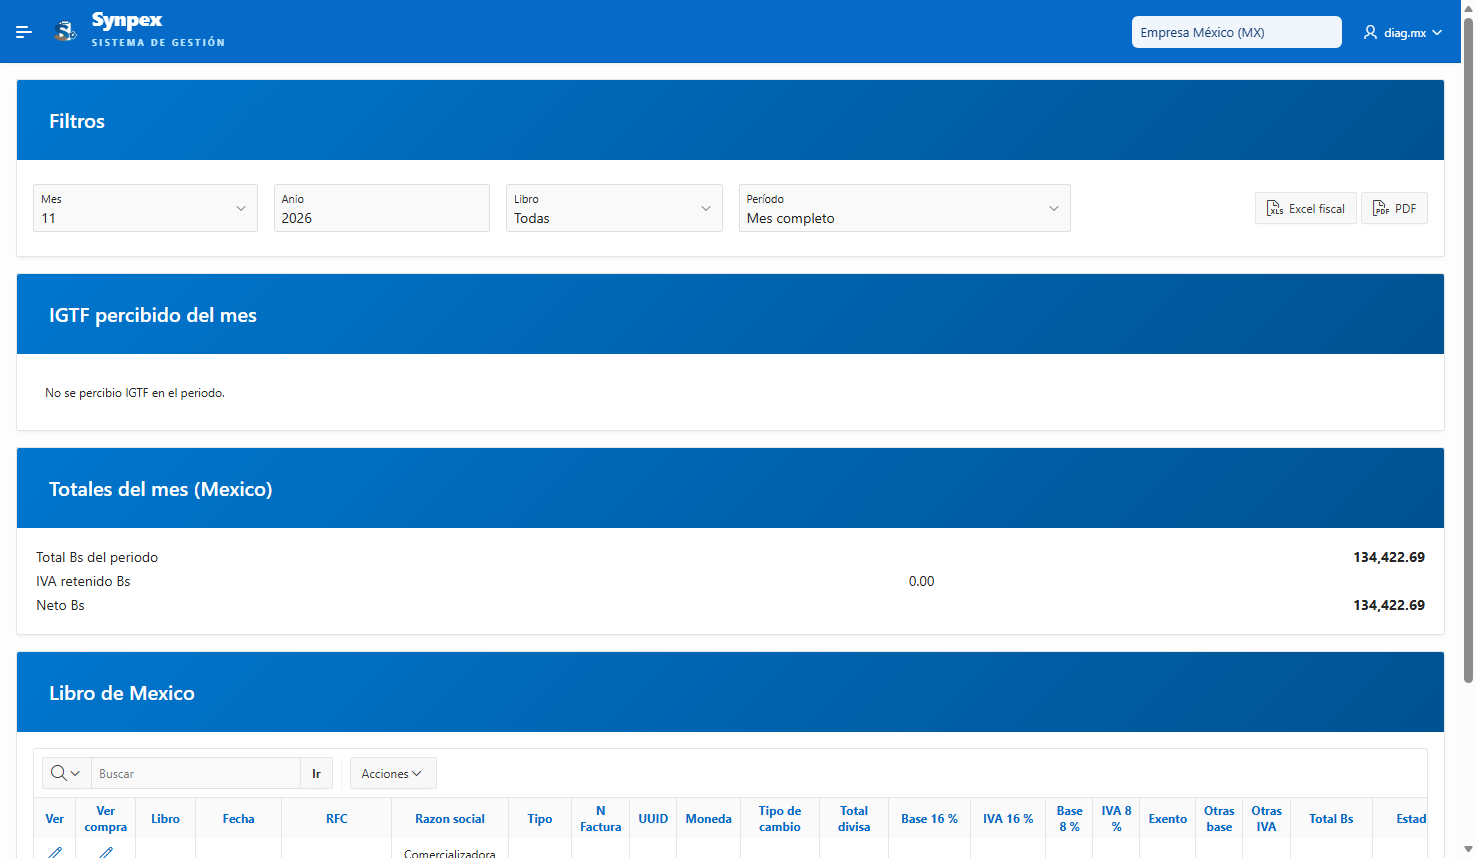 Synpex
SISTEMA DE GESTIÓN
Empresa México (MX)
diag.mx
Filtros
Mes
11
Anio
2026
Libro
Todas
Período
Mes completo
XLS Excel fiscal
PDF PDF
IGTF percibido del mes
No se percibio IGTF en el periodo.
Totales del mes (Mexico)
Total Bs del periodo 134,422.69
IVA retenido Bs 0.00
Neto Bs 134,422.69
Libro de Mexico
Buscar
Ir
Acciones
Ver
Ver compra
Libro
Fecha
RFC
Razon social
Tipo
N Factura
UUID
Moneda
Tipo de cambio
Total divisa
Base 16 %
IVA 16 %
Base 8 %
IVA 8 %
Exento
Otras base
Otras IVA
Total Bs
Estad
Comercializadora